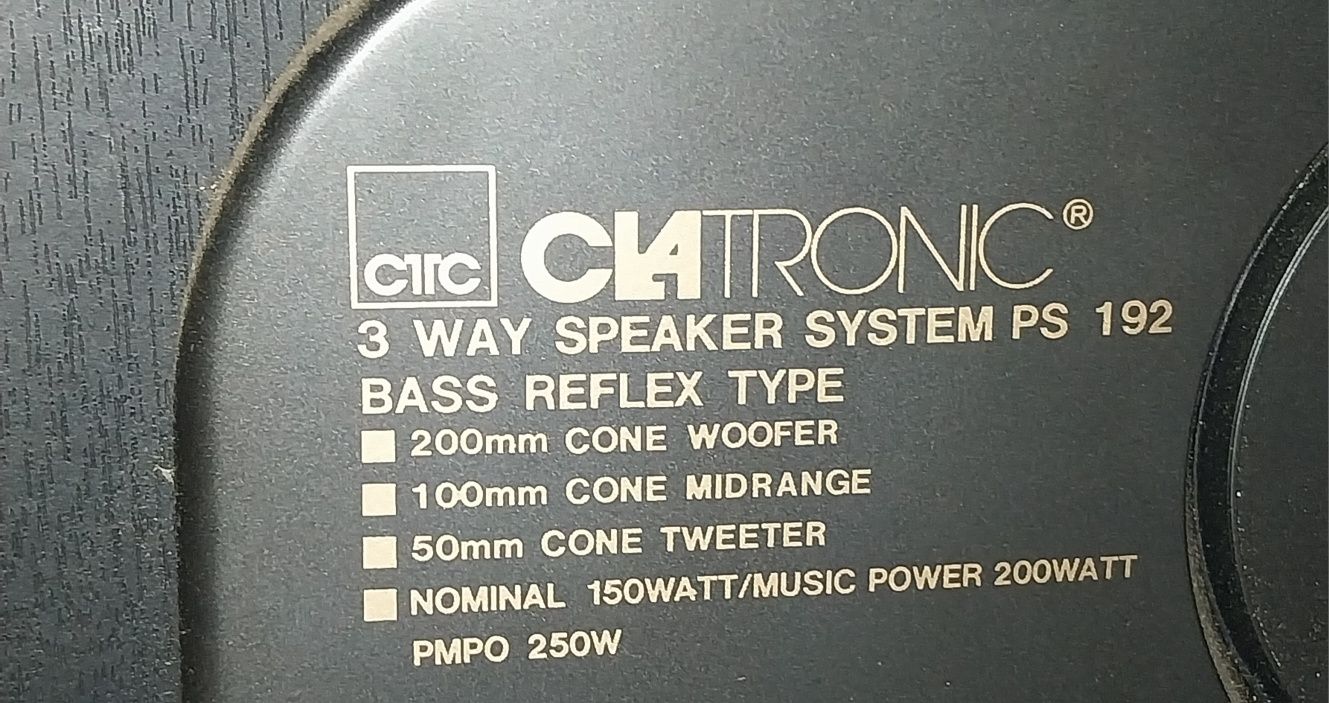 CTC CLATRONIC®
3 WAY SPEAKER SYSTEM PS 192
BASS REFLEX TYPE
200mm CONE WOOFER
100mm CONE MIDRANGE
50mm CONE TWEETER
NOMINAL 150WATT/MUSIC POWER 200WATT
PMPO 250W